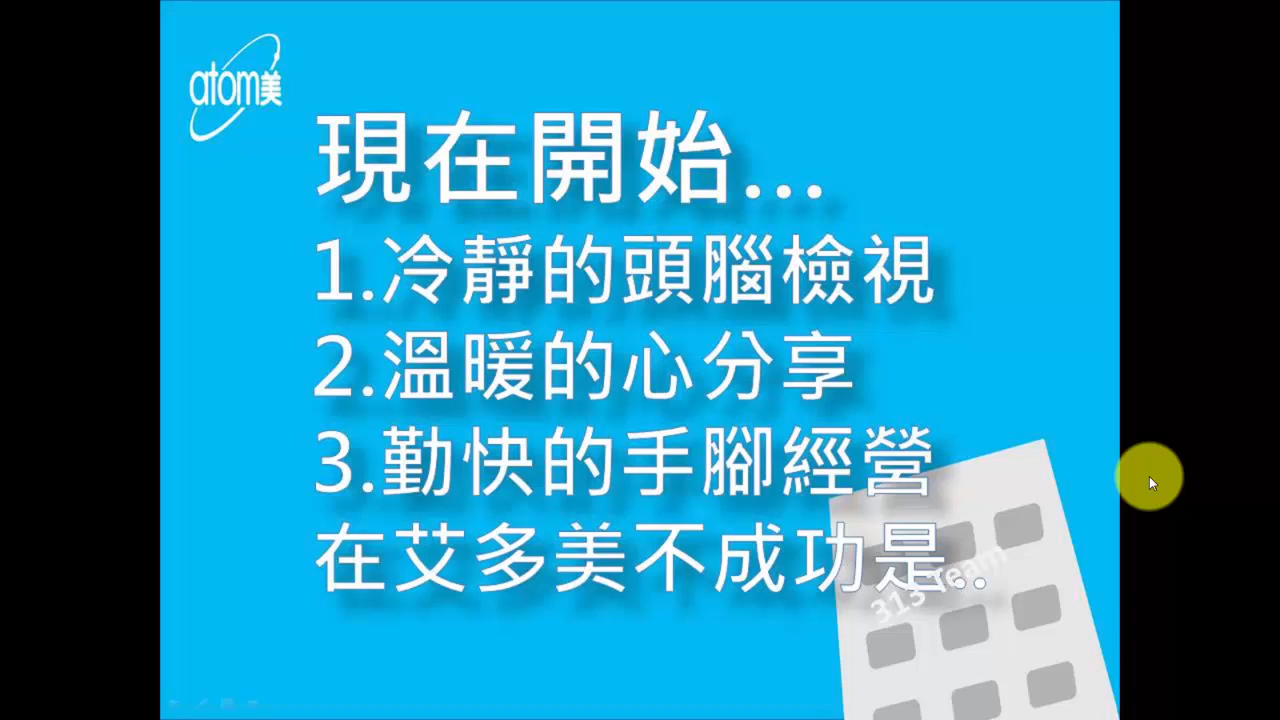 atom美
現在開始...
1.冷靜的頭腦檢視
2.溫暖的心分享
3.勤快的手腳經營
在艾多美不成功是..
313 Team